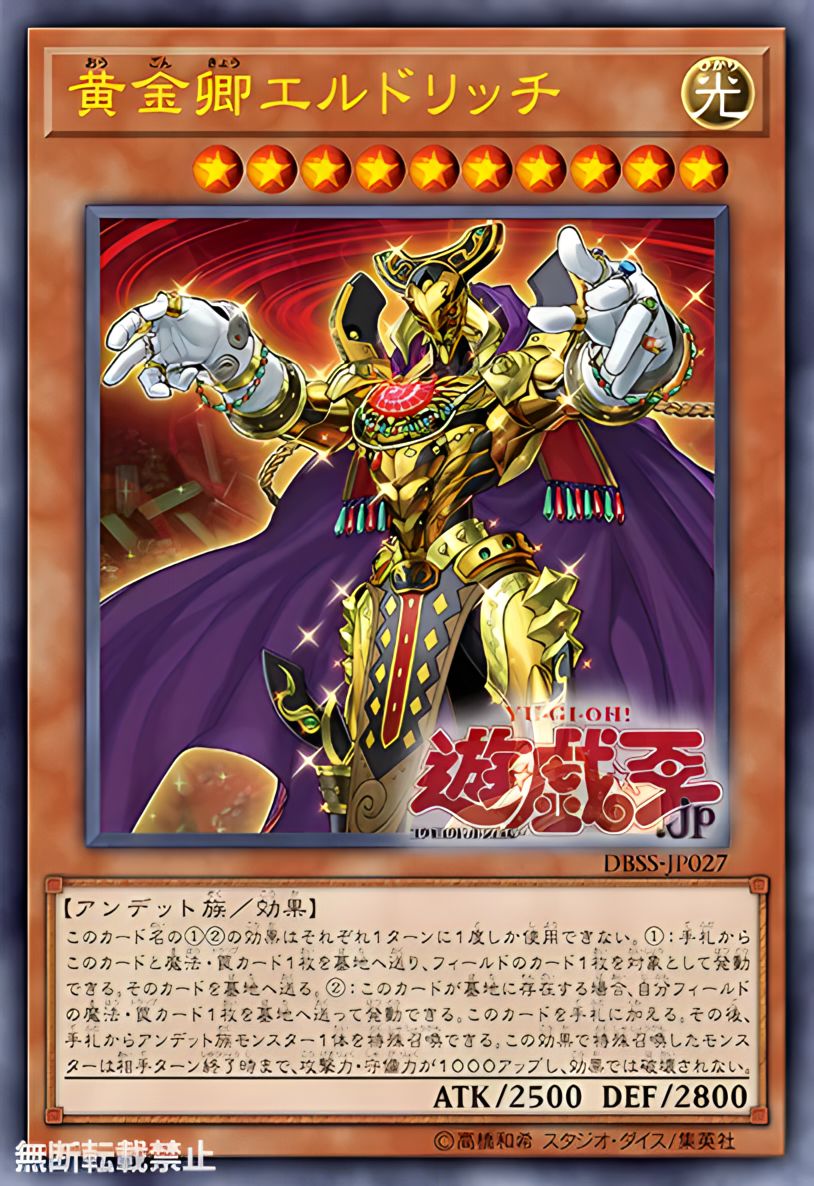 黄金卿エルドリッチ
おう ごん きょう
光
ひかり
YU-GI-OH!
遊戯王
.JP
DBSS-JP027
【アンデット族/効果】
このカード名の①②の効果はそれぞれ1ターンに1度しか使用できない。①:手札から
このカードと魔法・罠カード1枚を墓地へ送り、フィールドのカード1枚を対象として発動
できる。そのカードを墓地へ送る。②:このカードが墓地に存在する場合、自分フィールド
の魔法・罠カード1枚を墓地へ送って発動できる。このカードを手札に加える。その後、
手札からアンデット族モンスター1体を特殊召喚できる。この効果で特殊召喚したモンス
ターは相手ターン終了時まで、攻撃力・守備力が1000アップし、効果では破壊されない。
ATK/2500 DEF/2800
©高橋和希 スタジオ・ダイス/集英社
無断転載禁止